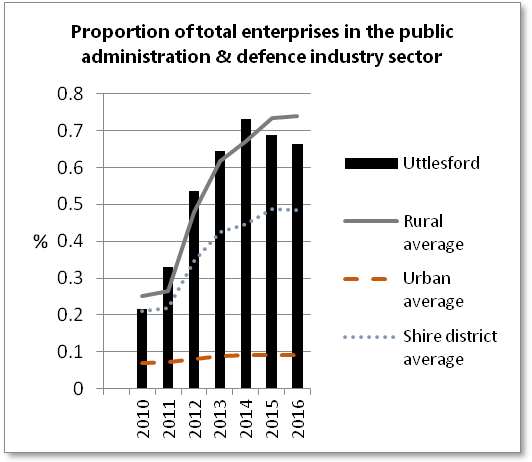 Proportion of total enterprises in the public
administration & defence industry sector
0.8
0.7
0.6
0.5
0.4
0.3
0.2
0.1
0
%
2010
2011
2012
2013
2014
2015
2016
Uttlesford
Rural
average
Urban
average
Shire district
average